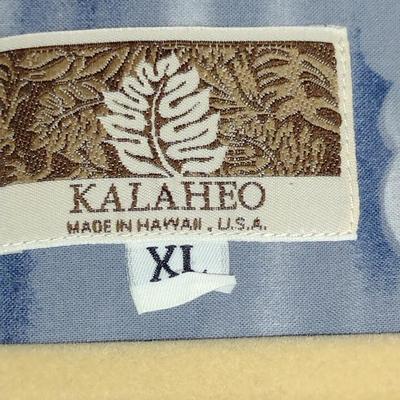 KALAHEO
MADE IN HAWAII, U.S.A.
XL